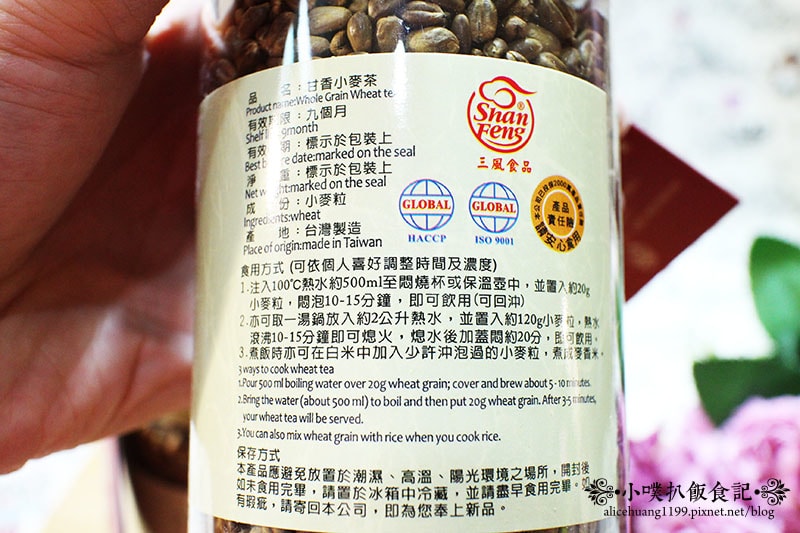 品 名：甘香小麥茶
Product name:Whole Grain Wheat tea
有效期限：九個月
Shelf life:9month
有效日期：標示於包裝上
Best before date:marked on the seal
淨 重：標示於包裝上
Net weight:marked on the seal
成 份：小麥粒
Ingredients:wheat
產 地：台灣製造
Place of origin:made in Taiwan
Shan Feng®
三風食品
GLOBAL
HACCP
GLOBAL
ISO 9001
產品
責任險
請安心食用
食用方式 (可依個人喜好調整時間及濃度)
1.注入100℃熱水約500ml至悶燒杯或保溫壺中，並置入約20g
小麥粒，悶泡10-15分鐘，即可飲用(可回沖)
2.亦可取一湯鍋放入約2公升熱水，並置入約120g小麥粒，熱水
滾沸10-15分鐘即可熄火，熄火後加蓋悶約20分，即可飲用。
3.煮飯時亦可在白米中加入少許沖泡過的小麥粒，煮成麥香米。
3 ways to cook wheat tea
1.Pour 500 ml boiling water over 20g wheat grain; cover and brew about 5 - 10 minutes.
2.Bring the water (about 500 ml) to boil and then put 20g wheat grain. After 3-5 minutes,
your wheat tea will be served.
3.You can also mix wheat grain with rice when you cook rice.
保存方式
本產品應避免放置於潮濕、高溫、陽光環境之場所，開封後
如未食用完畢，請置於冰箱中冷藏，並請盡早食用完畢，如
有瑕疵，請寄回本公司，即為您奉上新品。
小噗扒飯食記
alicehuang1199.pixnet.net/blog